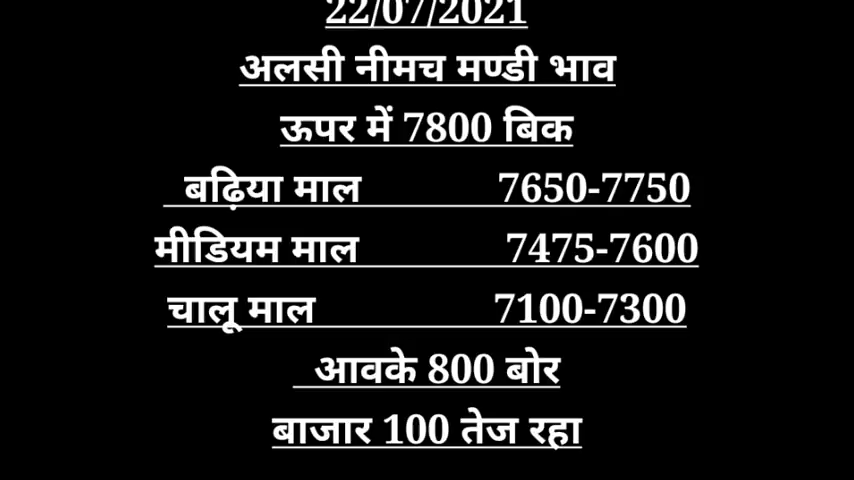 22/07/2021
अलसी नीमच मण्डी भाव
ऊपर में 7800 बिक
बढ़िया माल 7650-7750
मीडियम माल 7475-7600
चालू माल 7100-7300
आवके 800 बोर
बाजार 100 तेज रहा